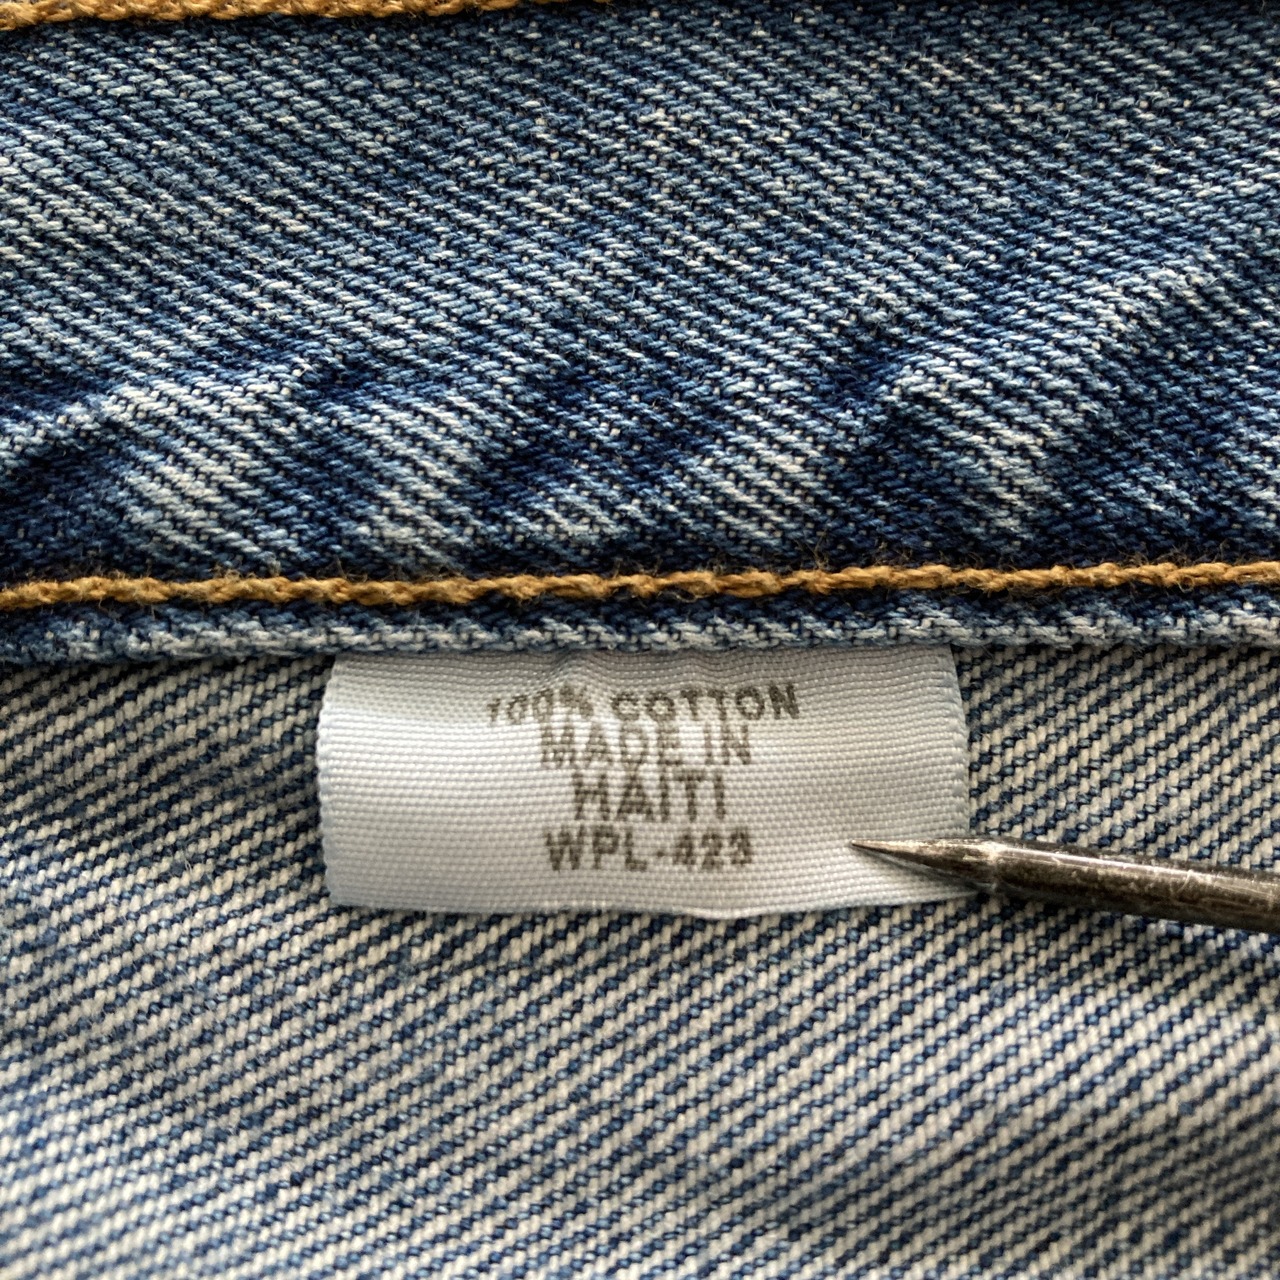 100% COTTON
MADE IN
HAITI
WPL-423